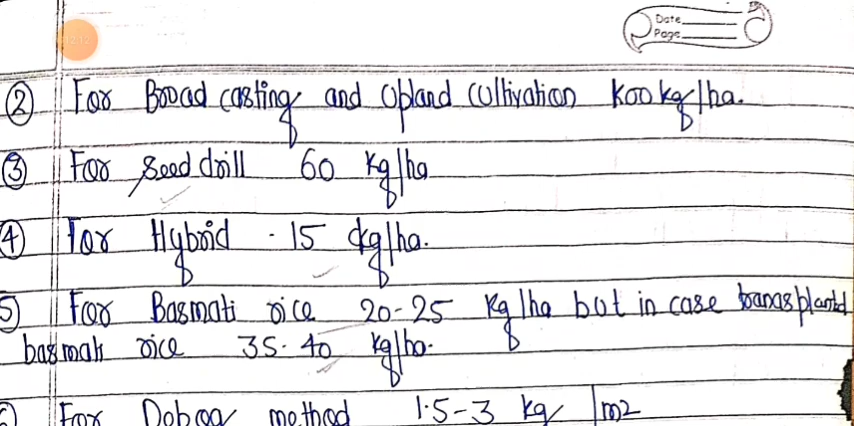 Date
Page
② For Broad casting and Upland cultivation 100 kg/ha.
③ For seed drill 60 kg/ha
④ For Hybrid - 15 kg/ha.
5) For Basmati rice 20-25 kg/ha but in case transplanted
basmati rice 35-40 kg/ha.
For Dapog method 1.5-3 kg/m2